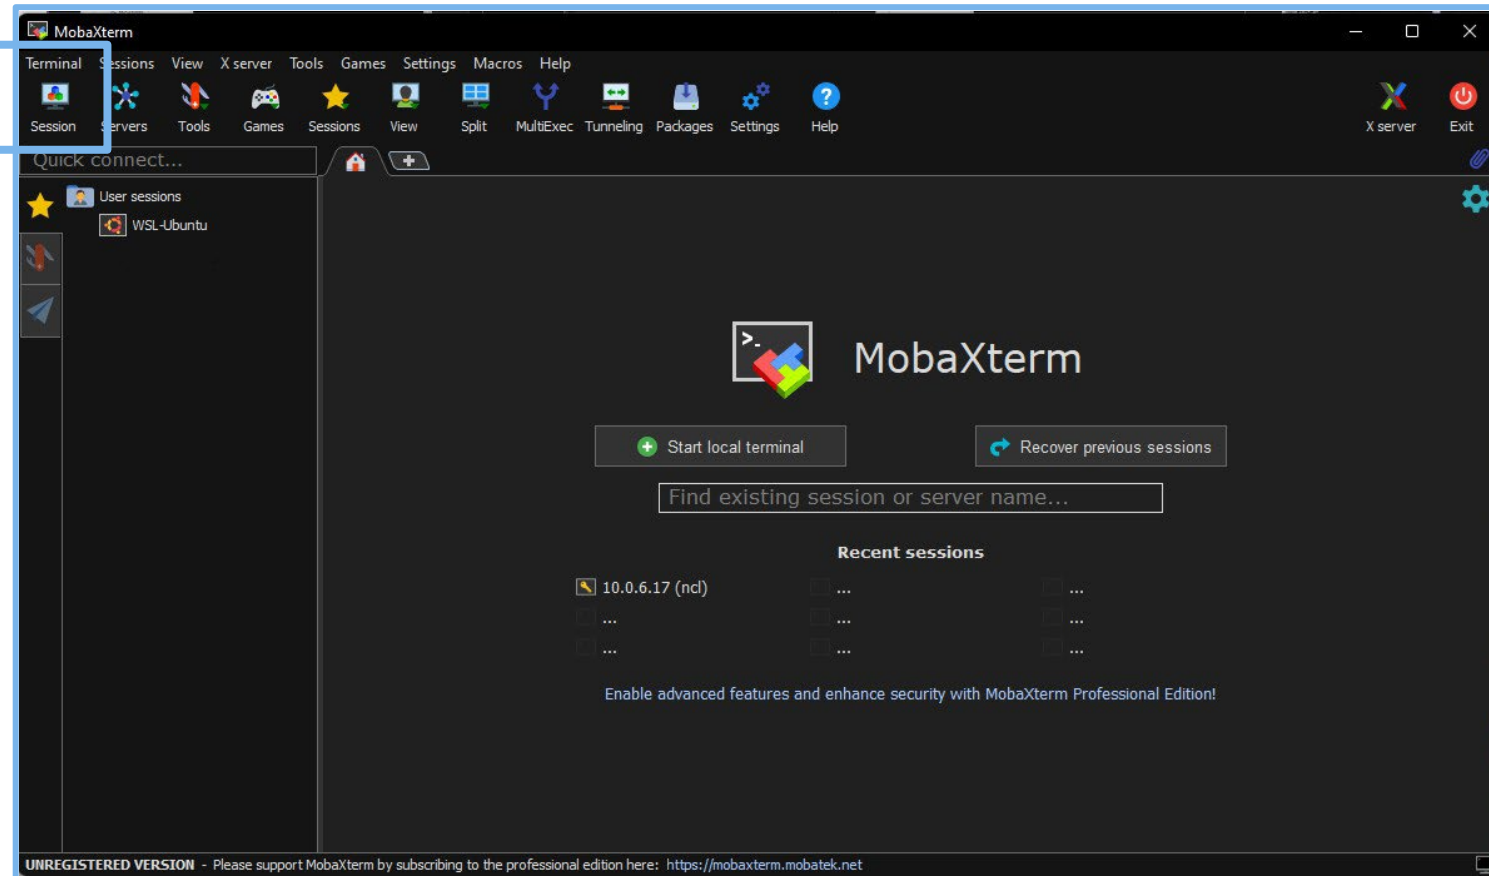 MobaXterm
Terminal Sessions View X server Tools Games Settings Macros Help
Session Servers Tools Games Sessions View Split MultiExec Tunneling Packages Settings Help X server Exit
Quick connect...
User sessions
WSL-Ubuntu
>_
MobaXterm
Start local terminal Recover previous sessions
Find existing session or server name...
Recent sessions
10.0.6.17 (ncl) ... ...
... ... ...
... ... ...
Enable advanced features and enhance security with MobaXterm Professional Edition!
UNREGISTERED VERSION - Please support MobaXterm by subscribing to the professional edition here: https://mobaxterm.mobatek.net